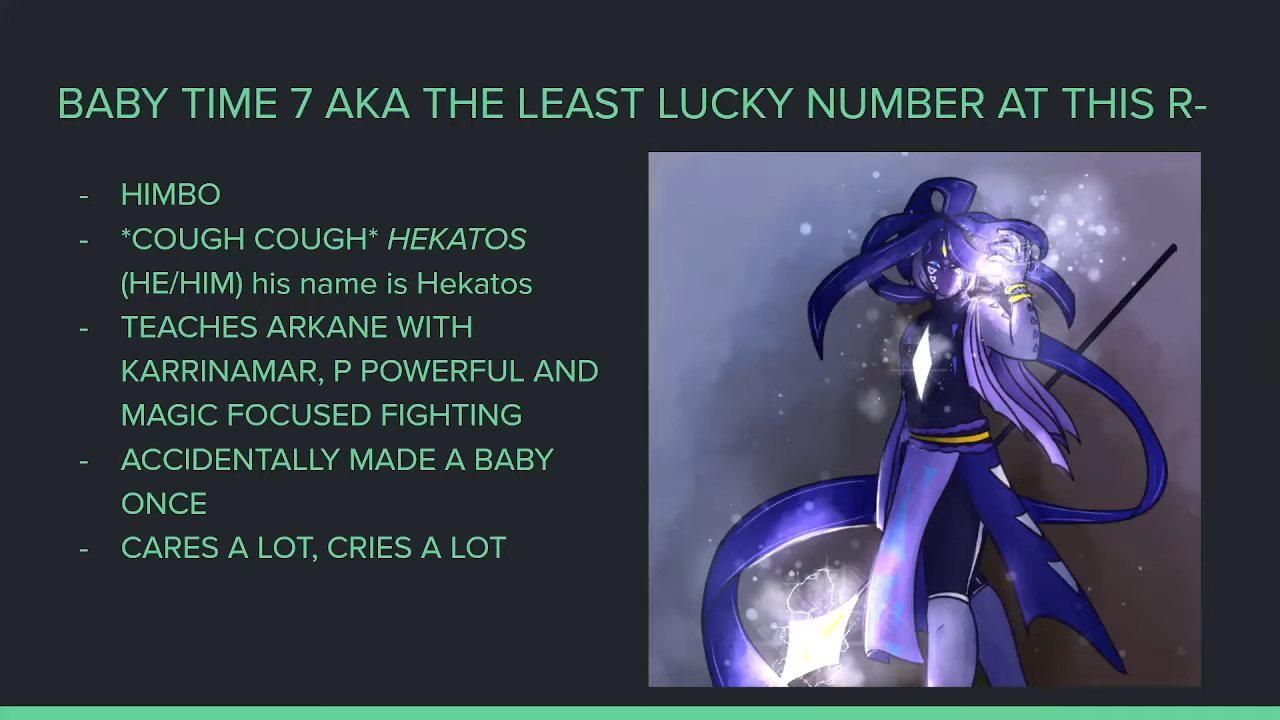 BABY TIME 7 AKA THE LEAST LUCKY NUMBER AT THIS R-
- HIMBO
- *COUGH COUGH* HEKATOS
(HE/HIM) his name is Hekatos
- TEACHES ARKANE WITH
KARRINAMAR, P POWERFUL AND
MAGIC FOCUSED FIGHTING
- ACCIDENTALLY MADE A BABY
ONCE
- CARES A LOT, CRIES A LOT